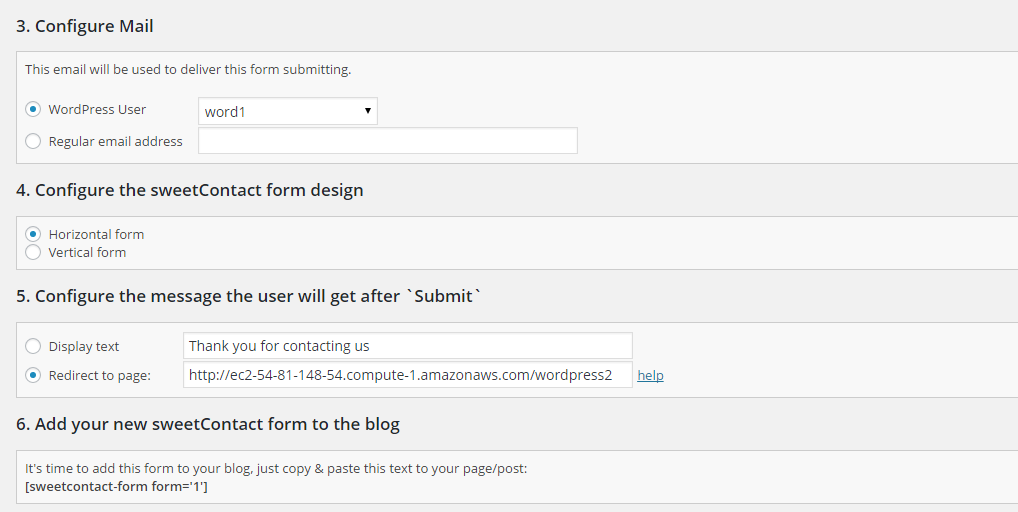 3. Configure Mail
This email will be used to deliver this form submitting.
WordPress User
word1
Regular email address
4. Configure the sweetContact form design
Horizontal form
Vertical form
5. Configure the message the user will get after `Submit`
Display text
Thank you for contacting us
Redirect to page:
http://ec2-54-81-148-54.compute-1.amazonaws.com/wordpress2
help
6. Add your new sweetContact form to the blog
It's time to add this form to your blog, just copy & paste this text to your page/post:
[sweetcontact-form form='1']